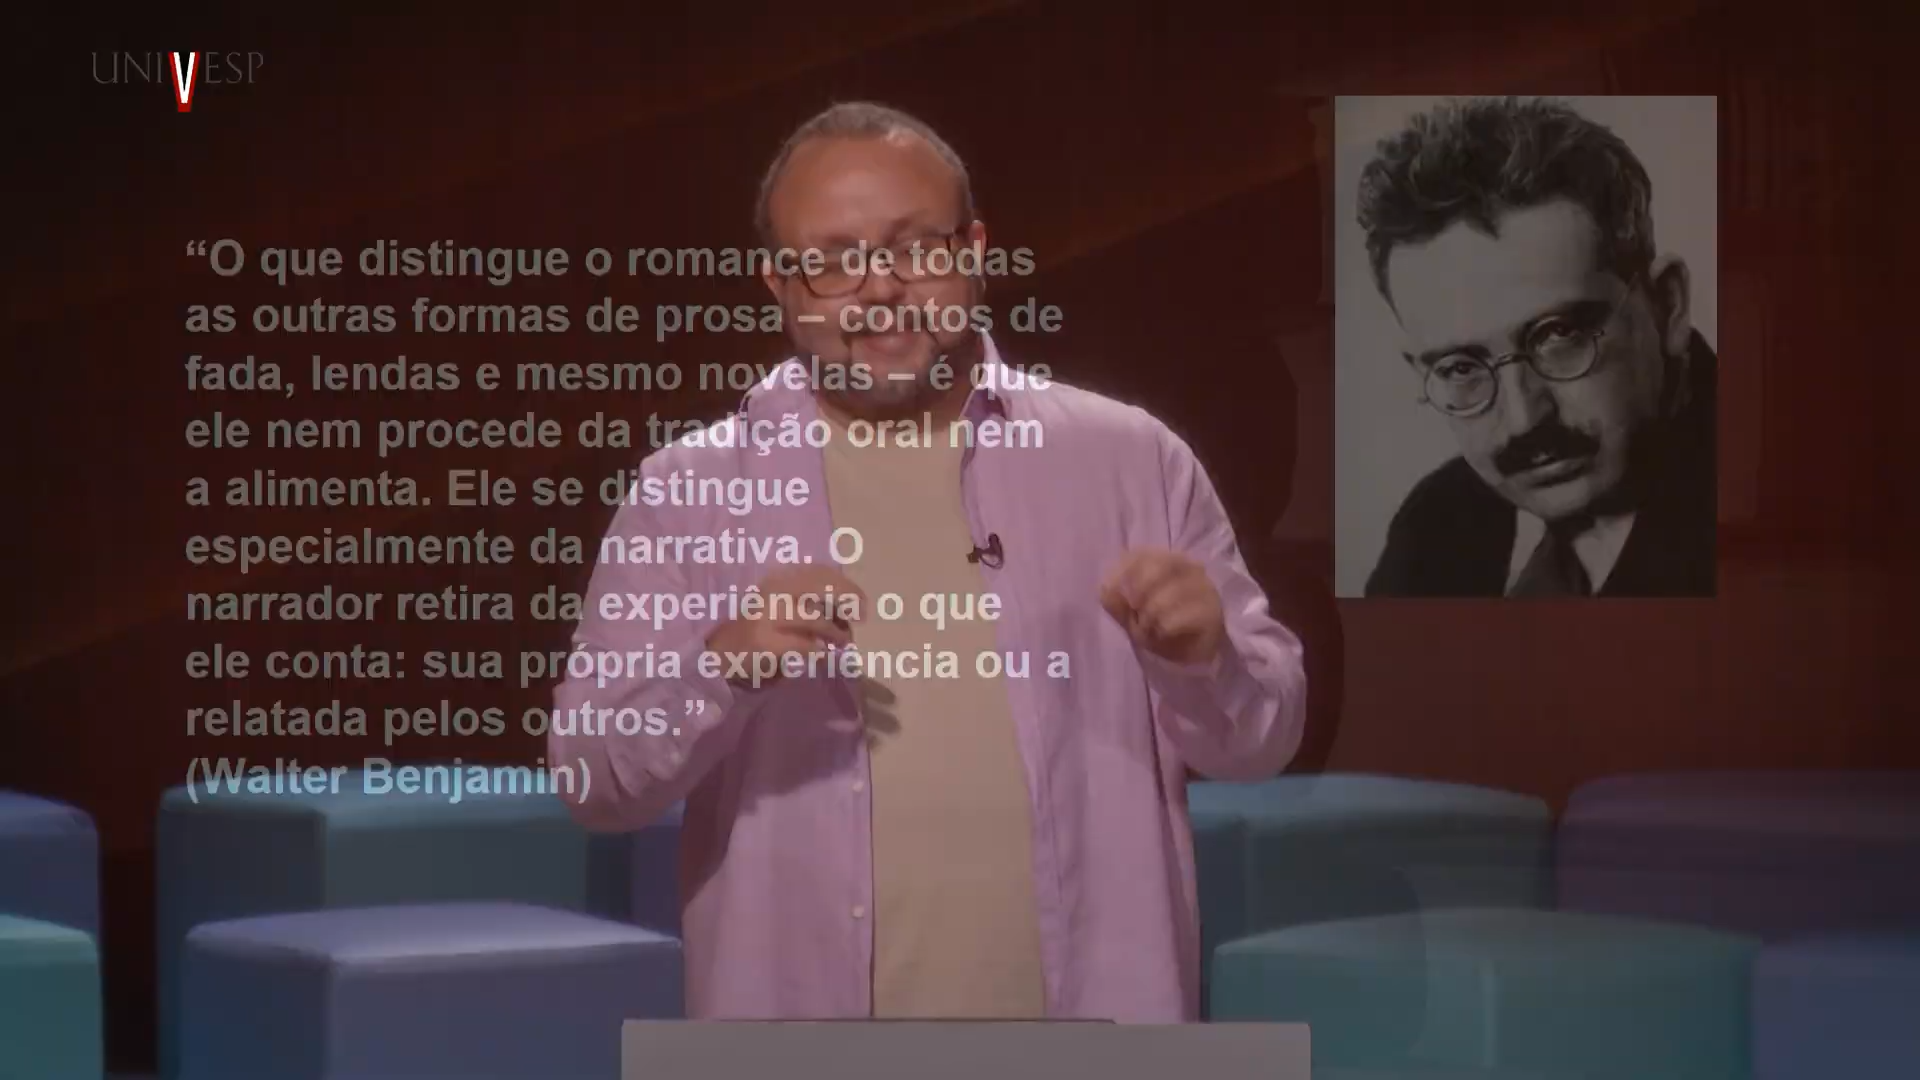 UNIVESP
“O que distingue o romance de todas
as outras formas de prosa – contos de
fada, lendas e mesmo novelas – é que
ele nem procede da tradição oral nem
a alimenta. Ele se distingue
especialmente da narrativa. O
narrador retira da experiência o que
ele conta: sua própria experiência ou a
relatada pelos outros.”
(Walter Benjamin)